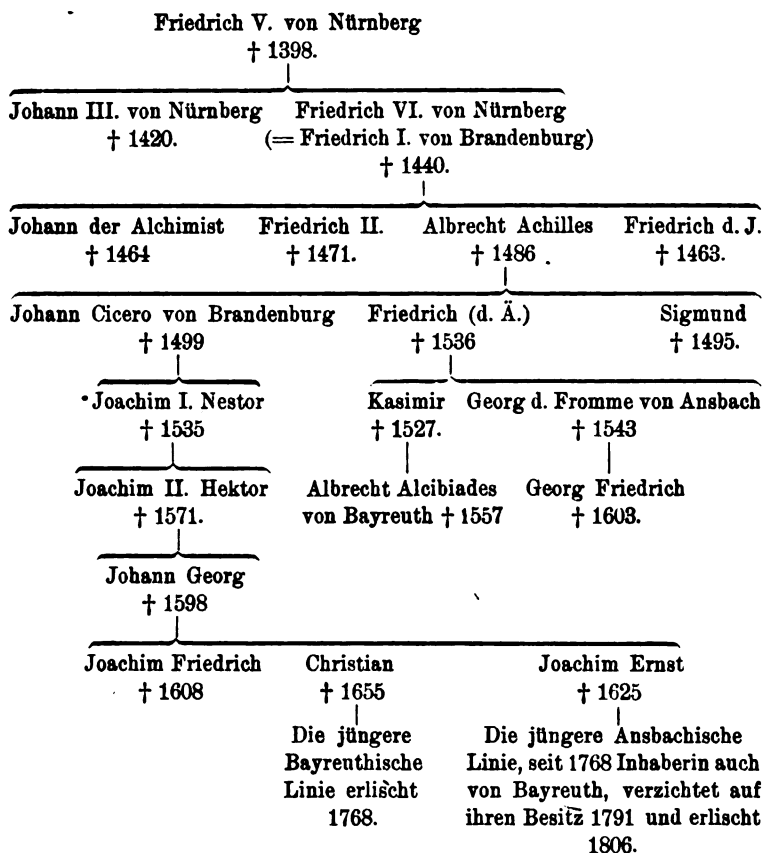 Friedrich V. von Nürnberg
† 1398.
Johann III. von Nürnberg Friedrich VI. von Nürnberg
† 1420. (= Friedrich I. von Brandenburg)
† 1440.
Johann der Alchimist Friedrich II. Albrecht Achilles Friedrich d. J.
† 1464 † 1471. † 1486 † 1463.
Johann Cicero von Brandenburg Friedrich (d. Ä.) Sigmund
† 1499 † 1536 † 1495.
Joachim I. Nestor Kasimir Georg d. Fromme von Ansbach
† 1535 † 1527. † 1543
Joachim II. Hektor Albrecht Alcibiades Georg Friedrich
† 1571. von Bayreuth † 1557 † 1603.
Johann Georg
† 1598
Joachim Friedrich Christian Joachim Ernst
† 1608 † 1655 † 1625
Die jüngere Die jüngere Ansbachische
Bayreuthische Linie, seit 1768 Inhaberin auch
Linie erlischt von Bayreuth, verzichtet auf
1768. ihren Besitz 1791 und erlischt
1806.